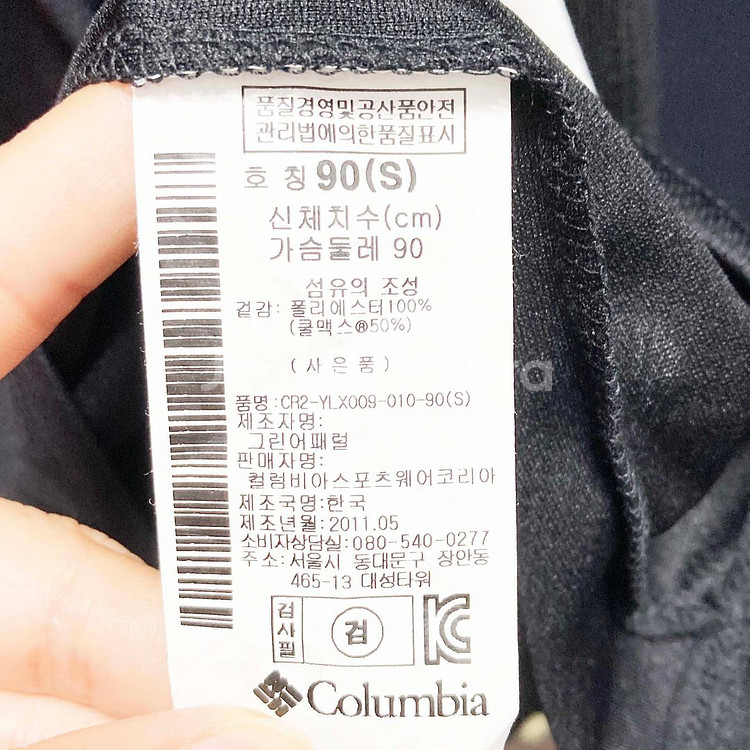 품질경영및공산품안전
관리법에의한품질표시
호 칭 90(S)
신체치수(cm)
가슴둘레 90
섬유의 조성
겉감: 폴리에스터100%
(쿨맥스®50%)
(사은품)
품명:CR2-YLX009-010-90(S)
제조자명:
그린어패럴
판매자명:
컬럼비아스포츠웨어코리아
제조국명:한국
제조년월:2011.05
소비자상담실:080-540-0277
주소:서울시 동대문구 장안동
465-13 대성타워
검사필 검
Columbia